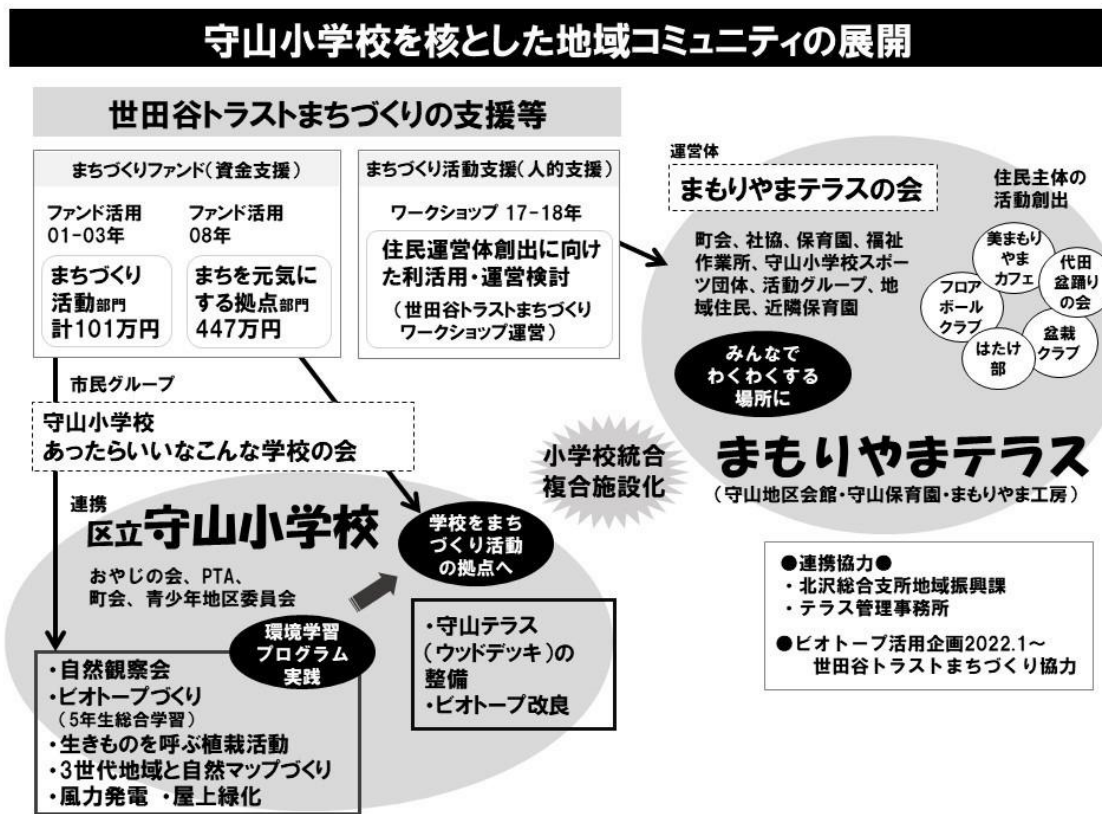 守山小学校を核とした地域コミュニティの展開
世田谷トラストまちづくりの支援等
まちづくりファンド(資金支援)
ファンド活用
01-03年
まちづくり
活動部門
計101万円
ファンド活用
08年
まちを元気に
する拠点部門
447万円
まちづくり活動支援(人的支援)
ワークショップ 17-18年
住民運営体創出に向け
た利活用・運営検討
(世田谷トラストまちづくり
ワークショップ運営)
運営体
まもりやまテラスの会
町会、社協、保育園、福祉
作業所、守山小学校スポー
ツ団体、活動グループ、地
域住民、近隣保育園
住民主体の
活動創出
美まもり
やま
カフェ
代田
盆踊り
の会
フロア
ボール
クラブ
はたけ
部
盆栽
クラブ
みんなで
わくわくする
場所に
まもりやまテラス
(守山地区会館・守山保育園・まもりやま工房)
市民グループ
守山小学校
あったらいいなこんな学校の会
小学校統合
複合施設化
連携
区立守山小学校
おやじの会、PTA、
町会、青少年地区委員会
学校をまち
づくり活動
の拠点へ
環境学習
プログラム
実践
・自然観察会
・ビオトープづくり
(5年生総合学習)
・生きものを呼ぶ植栽活動
・3世代地域と自然マップづくり
・風力発電 ・屋上緑化
・守山テラス
(ウッドデッキ)の
整備
・ビオトープ改良
●連携協力●
・北沢総合支所地域振興課
・テラス管理事務所
●ビオトープ活用企画2022.1~
世田谷トラストまちづくり協力